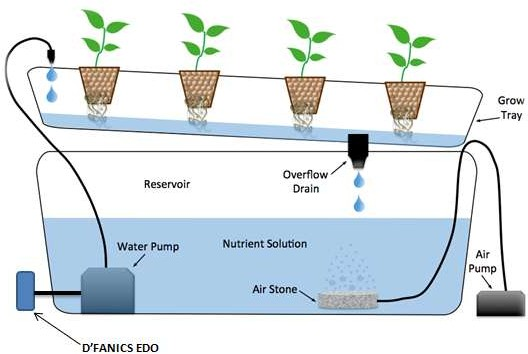 Grow
Tray
Overflow
Drain
Reservoir
Water Pump
Nutrient Solution
Air
Pump
Air Stone
D'FANICS EDO